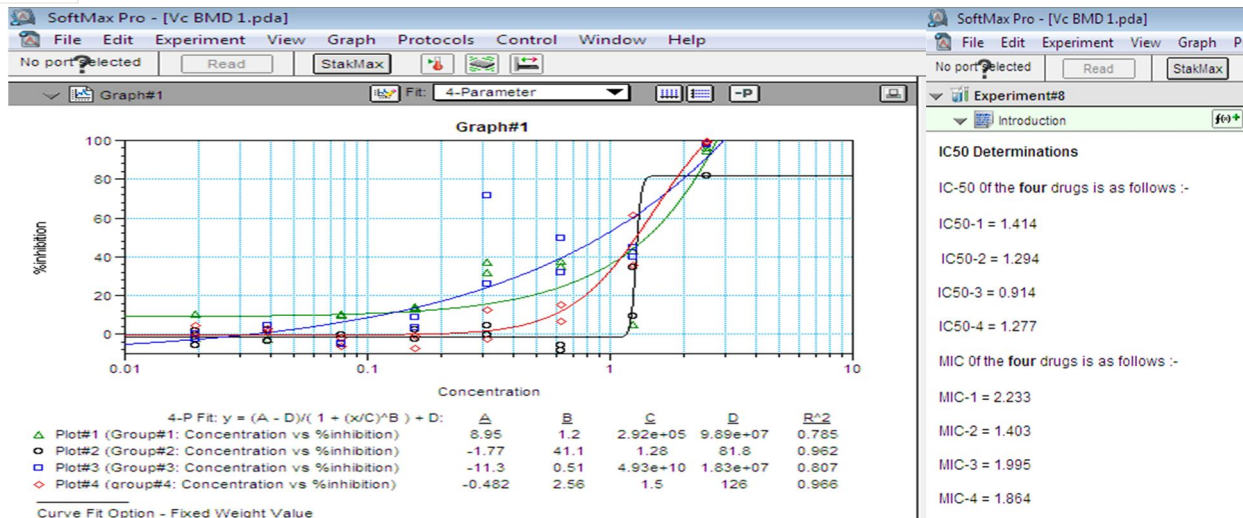 SoftMax Pro - [Vc BMD 1.pda]
File Edit Experiment View Graph Protocols Control Window Help
No port selected Read StakMax
Graph#1 Fit: 4-Parameter -P
Graph#1
%inhibition
100
80
60
40
20
0
0.01 0.1 1 10
Concentration
4-P Fit: y = (A - D)/( 1 + (x/C)^B ) + D: A B C D R^2
Plot#1 (Group#1: Concentration vs %inhibition) 8.95 1.2 2.92e+05 9.89e+07 0.785
Plot#2 (Group#2: Concentration vs %inhibition) -1.77 41.1 1.28 81.8 0.962
Plot#3 (Group#3: Concentration vs %inhibition) -11.3 0.51 4.93e+10 1.83e+07 0.807
Plot#4 (group#4: Concentration vs %inhibition) -0.482 2.56 1.5 126 0.966
Curve Fit Option - Fixed Weight Value
SoftMax Pro - [Vc BMD 1.pda]
File Edit Experiment View Graph P
No port selected Read StakMax
Experiment#8
Introduction f(x)+
IC50 Determinations
IC-50 0f the four drugs is as follows :-
IC50-1 = 1.414
IC50-2 = 1.294
IC50-3 = 0.914
IC50-4 = 1.277
MIC 0f the four drugs is as follows :-
MIC-1 = 2.233
MIC-2 = 1.403
MIC-3 = 1.995
MIC-4 = 1.864